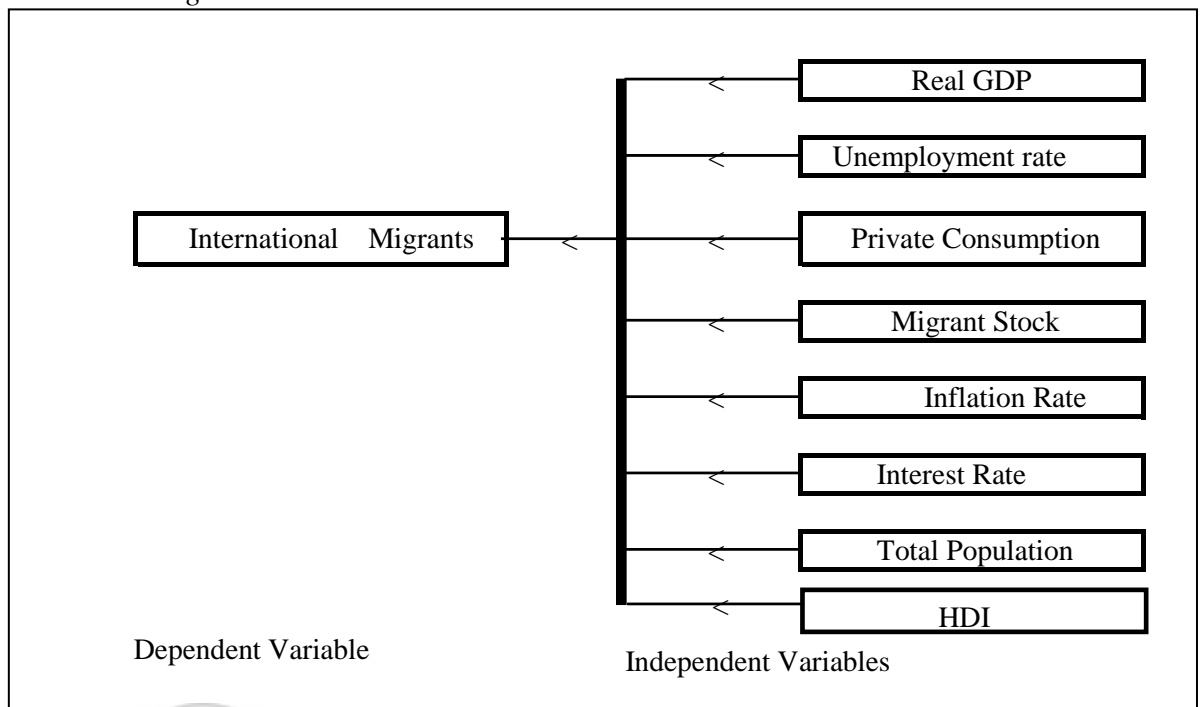 Real GDP
Unemployment rate
International Migrants
Private Consumption
Migrant Stock
Inflation Rate
Interest Rate
Total Population
HDI
Dependent Variable
Independent Variables